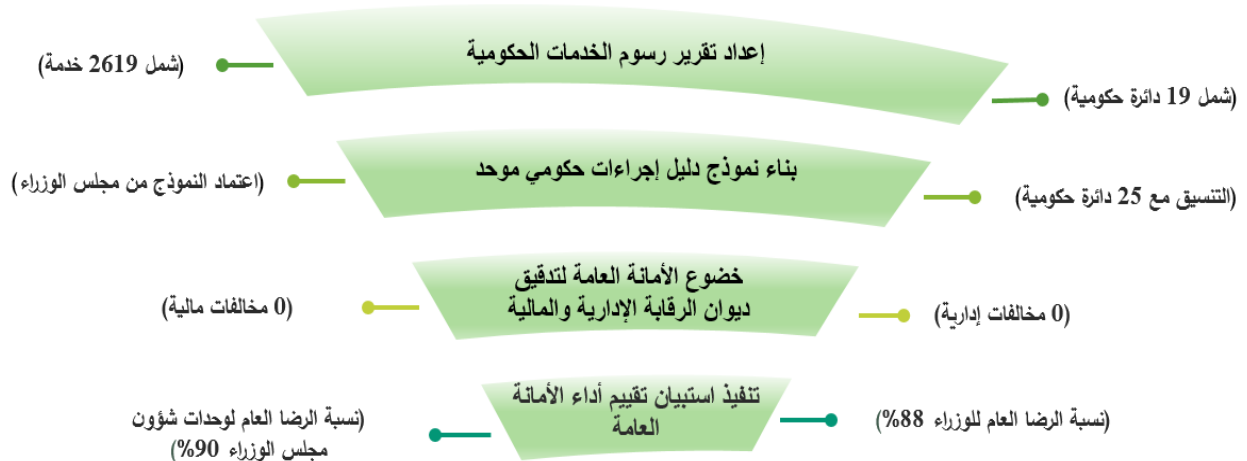 إعداد تقرير رسوم الخدمات الحكومية
(شمل 19 دائرة حكومية)
(شمل 2619 خدمة)
بناء نموذج دليل إجراءات حكومي موحد
(التنسيق مع 25 دائرة حكومية)
(اعتماد النموذج من مجلس الوزراء)
خضوع الأمانة العامة لتدقيق
ديوان الرقابة الإدارية والمالية
(0 مخالفات إدارية)
(0 مخالفات مالية)
تنفيذ استبيان تقييم أداء الأمانة
العامة
(نسبة الرضا العام للوزراء 88%)
(نسبة الرضا العام لوحدات شؤون
مجلس الوزراء 90%)